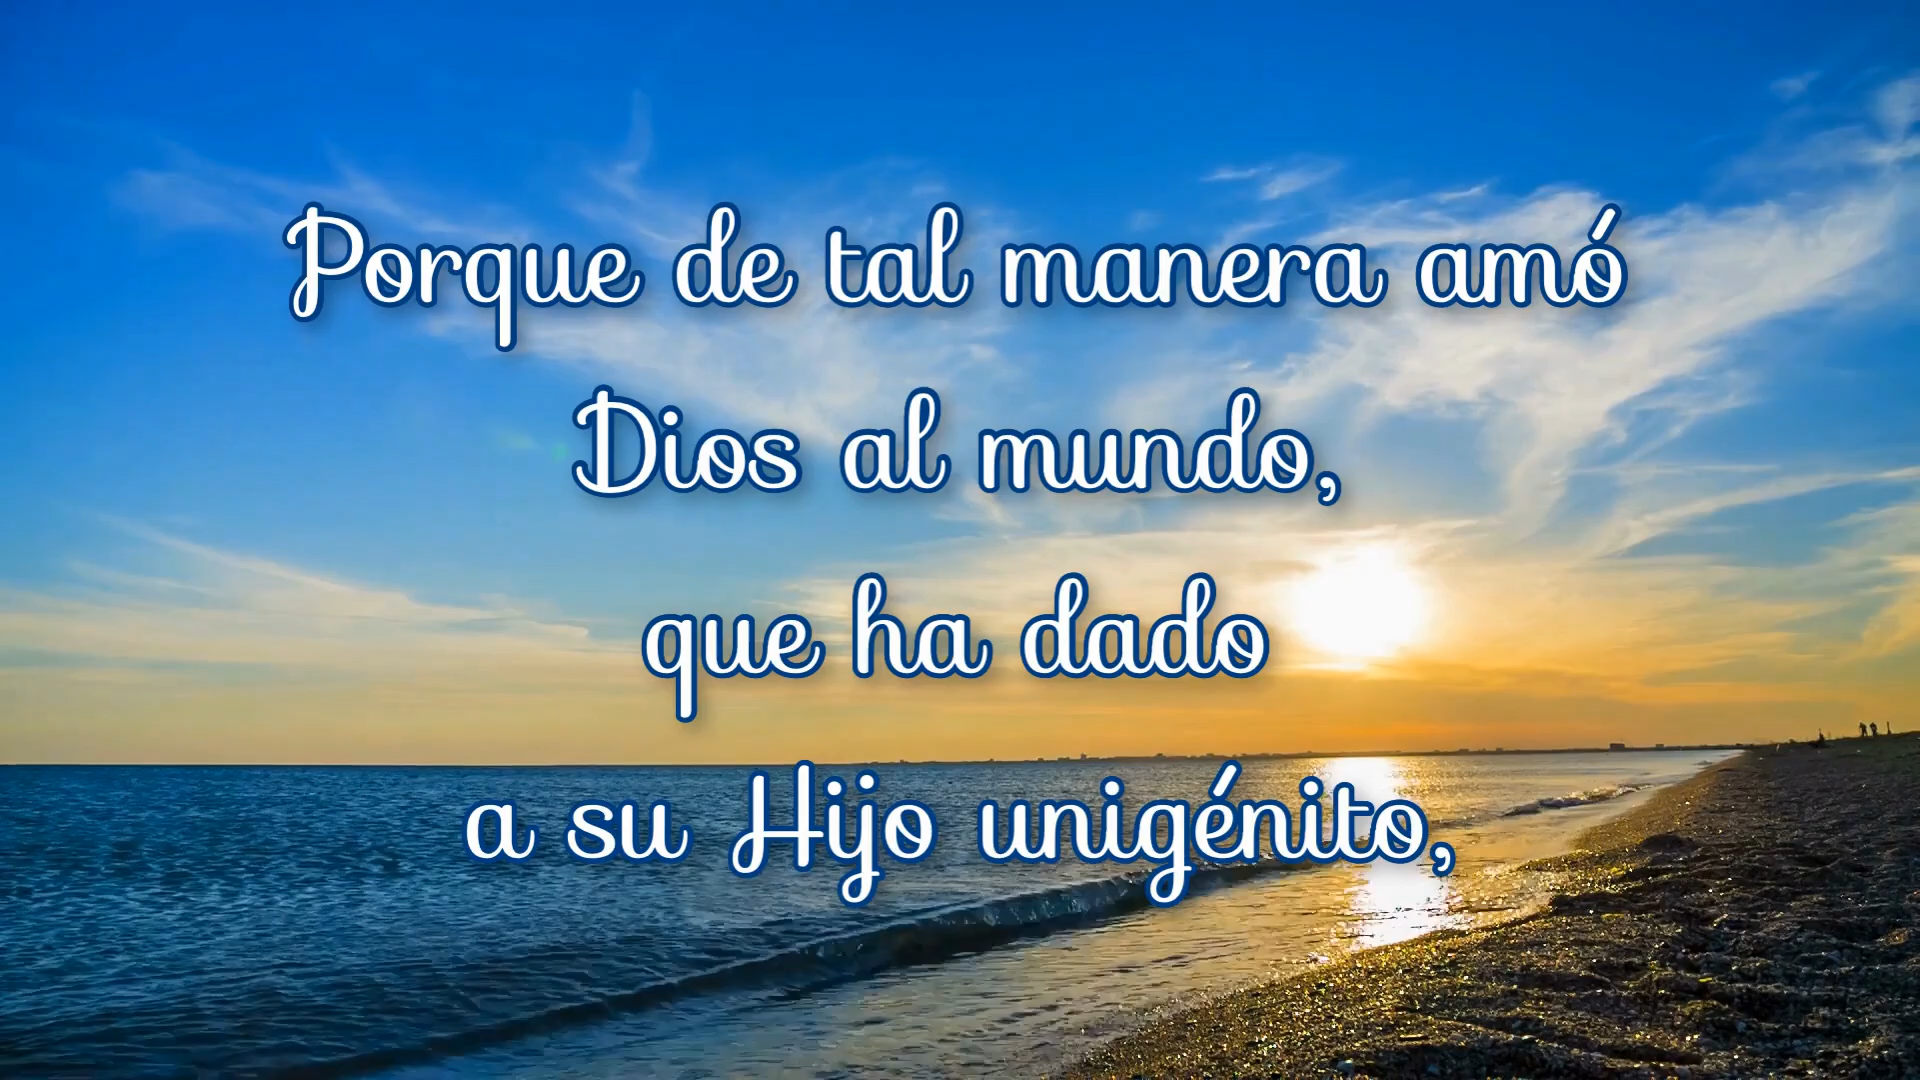 Porque de tal manera amó
Dios al mundo,
que ha dado
a su Hijo unigénito,